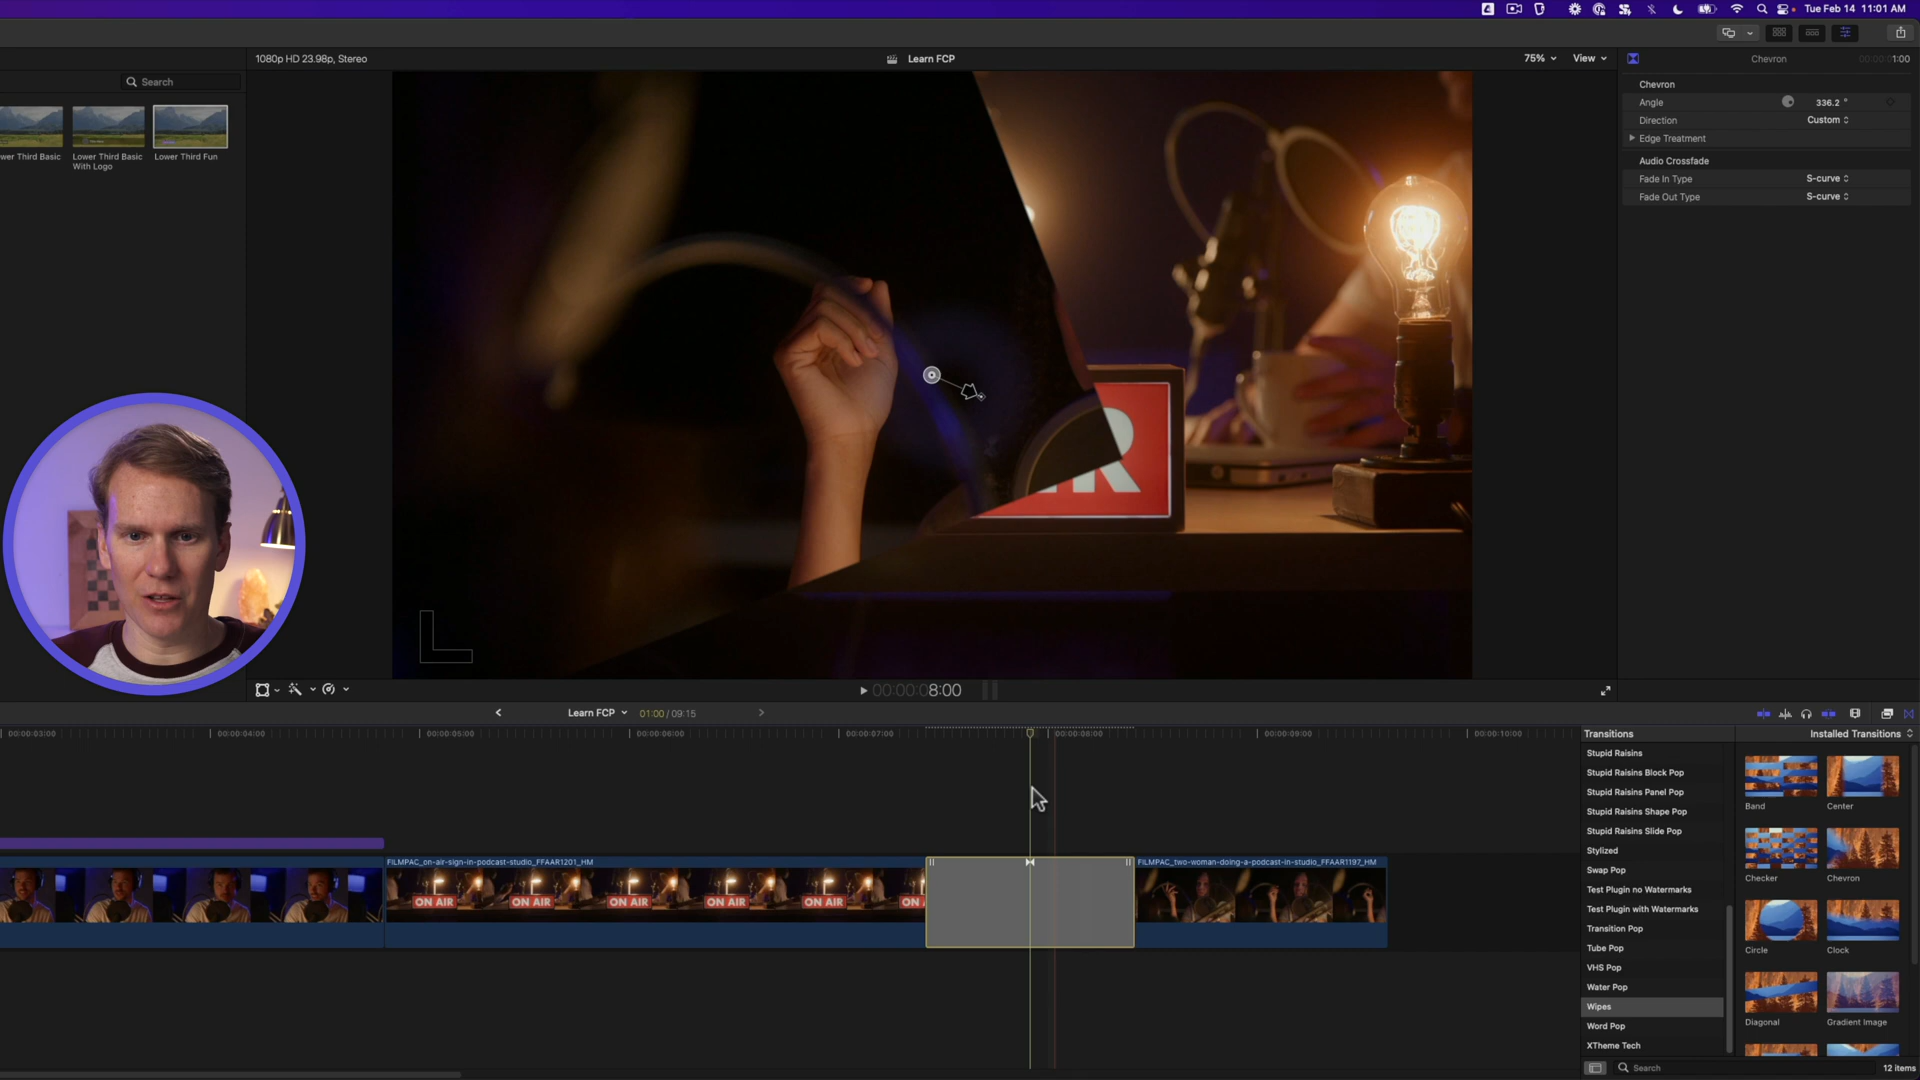 Tue Feb 14 11:01 AM
1080p HD 23.98p, Stereo
Learn FCP
75%
View
Chevron
1:00
Search
Lower Third Basic
With Logo
Lower Third Fun
wer Third Basic
Chevron
Angle
336.2 °
Direction
Custom
Edge Treatment
Audio Crossfade
Fade In Type
S-curve
Fade Out Type
S-curve
R
00:00:08:00
Learn FCP
01:00 / 09:15
00:00:03:00
00:00:04:00
00:00:05:00
00:00:06:00
00:00:07:00
00:00:08:00
00:00:09:00
00:00:10:00
FILMPAC_on-air-sign-in-podcast-studio_FFAAR1201_HM
FILMPAC_two-woman-doing-a-podcast-in-studio_FFAAR1197_HM
ON AIR
ON AIR
ON AIR
ON AIR
ON AIR
ON A
Transitions
Installed Transitions
Stupid Raisins
Stupid Raisins Block Pop
Stupid Raisins Panel Pop
Stupid Raisins Shape Pop
Stupid Raisins Slide Pop
Stylized
Swap Pop
Test Plugin no Watermarks
Test Plugin with Watermarks
Transition Pop
Tube Pop
VHS Pop
Water Pop
Wipes
Word Pop
XTheme Tech
Band
Center
Checker
Chevron
Circle
Clock
Diagonal
Gradient Image
Search
12 items